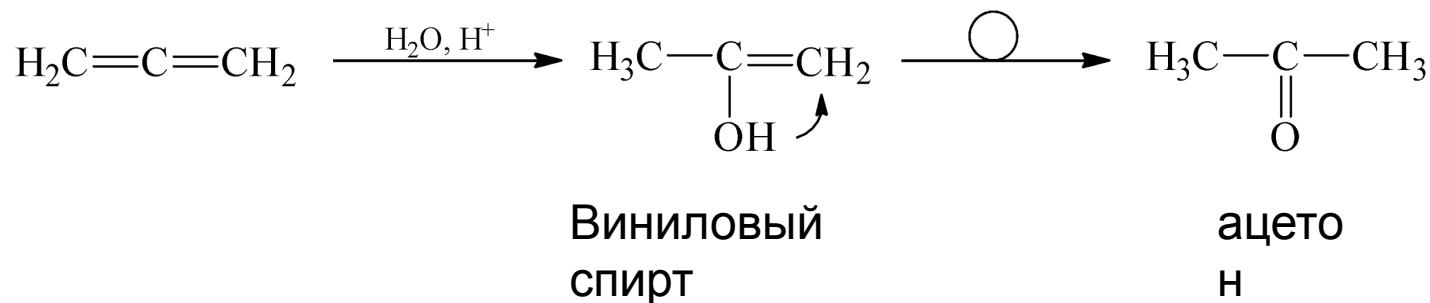 H₂C=C=CH₂ H₂O, H⁺ H₃C—C=CH₂ H₃C—C—CH₃
OH O
Виниловый ацето
спирт н